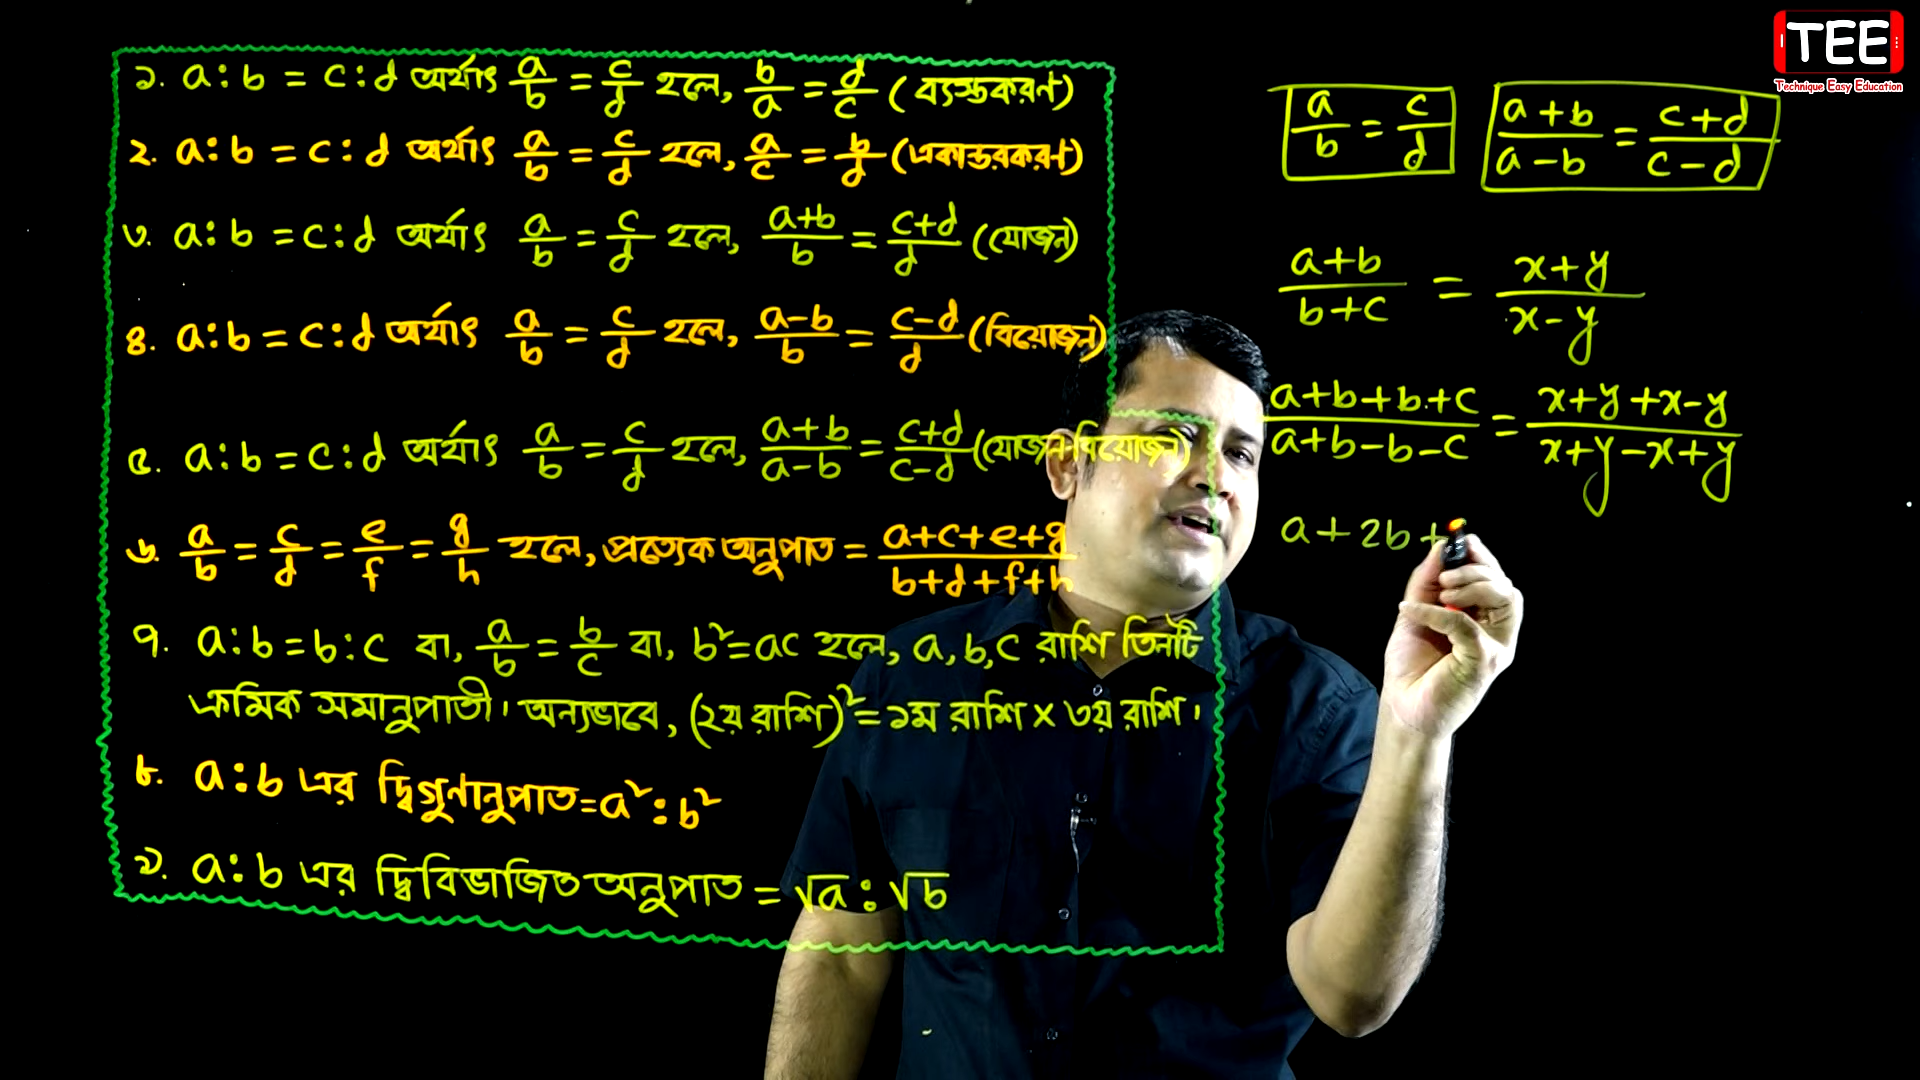 ১. a : b = c : d অর্থাৎ a/b = c/d হলে, b/a = d/c (ব্যস্তকরণ)
২. a : b = c : d অর্থাৎ a/b = c/d হলে, a/c = b/d (একান্তরকরণ)
৩. a : b = c : d অর্থাৎ a/b = c/d হলে, (a+b)/b = (c+d)/d (যোজন)
৪. a : b = c : d অর্থাৎ a/b = c/d হলে, (a-b)/b = (c-d)/d (বিয়োজন)
৫. a : b = c : d অর্থাৎ a/b = c/d হলে, (a+b)/(a-b) = (c+d)/(c-d) (যোজন-বিয়োজন)
৬. a/b = c/d = e/f = g/h হলে, প্রত্যেক অনুপাত = (a+c+e+g)/(b+d+f+h)
৭. a : b = b : c বা, a/b = b/c বা, b² = ac হলে, a, b, c রাশি তিনটি
ক্রমিক সমানুপাতী। অন্যভাবে, (২য় রাশি)² = ১ম রাশি × ৩য় রাশি।
৮. a : b এর দ্বিগুণানুপাত = a² : b²
৯. a : b এর দ্বিবিভাজিত অনুপাত = √a : √b
TEE
Technique Easy Education
a/b = c/d (a+b)/(a-b) = (c+d)/(c-d)
(a+b)/(b+c) = (x+y)/(x-y)
(a+b+b+c)/(a+b-b-c) = (x+y+x-y)/(x+y-x+y)
a+2b+